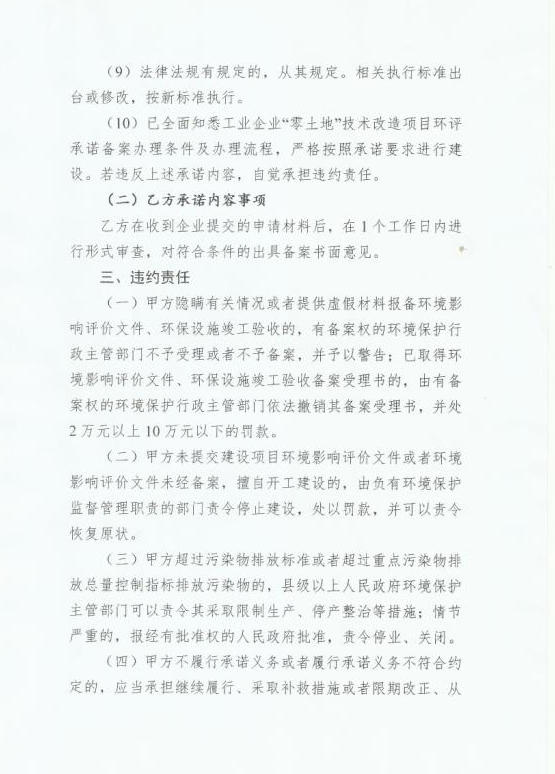 （9）法律法规有规定的，从其规定。相关执行标准出
台或修改，按新标准执行。
（10）已全面知悉工业企业“零土地”技术改造项目环评
承诺备案办理条件及办理流程，严格按照承诺要求进行建
设。若违反上述承诺内容，自觉承担违约责任。
（二）乙方承诺内容事项
乙方在收到企业提交的申请材料后，在 1 个工作日内进
行形式审查，对符合条件的出具备案书面意见。
三、违约责任
（一）甲方隐瞒有关情况或者提供虚假材料报备环境影
响评价文件、环保设施竣工验收的，有备案权的环境保护行
政主管部门不予受理或者不予备案，并予以警告；已取得环
境影响评价文件、环保设施竣工验收备案受理书的，由有备
案权的环境保护行政主管部门依法撤销其备案受理书，并处
2 万元以上 10 万元以下的罚款。
（二）甲方未提交建设项目环境影响评价文件或者环境
影响评价文件未经备案，擅自开工建设的，由负有环境保护
监督管理职责的部门责令停止建设，处以罚款，并可以责令
恢复原状。
（三）甲方超过污染物排放标准或者超过重点污染物排
放总量控制指标排放污染物的，县级以上人民政府环境保护
主管部门可以责令其采取限制生产、停产整治等措施；情节
严重的，报经有批准权的人民政府批准，责令停业、关闭。
（四）甲方不履行承诺义务或者履行承诺义务不符合约
定的，应当承担继续履行、采取补救措施或者限期改正、从